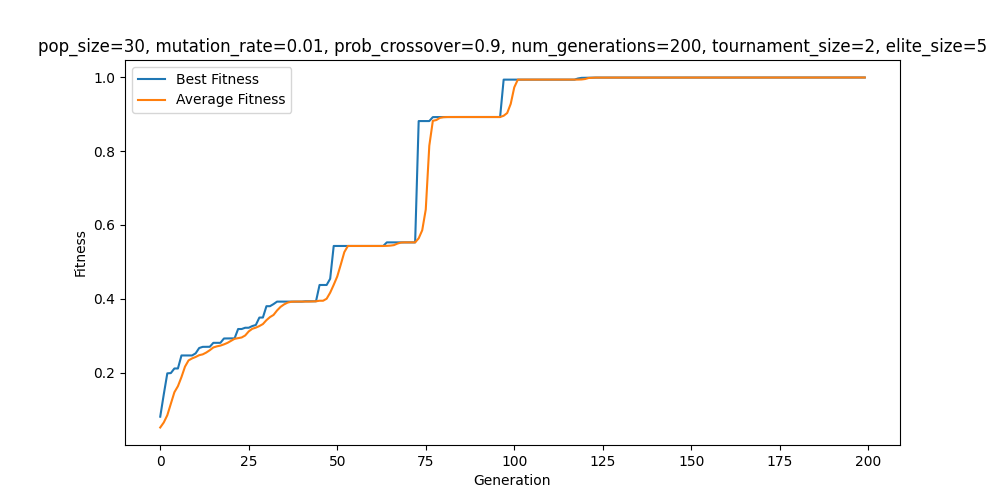 pop_size=30, mutation_rate=0.01, prob_crossover=0.9, num_generations=200, tournament_size=2, elite_size=5
Best Fitness
Average Fitness
1.0
0.8
0.6
0.4
0.2
Fitness
0 25 50 75 100 125 150 175 200
Generation